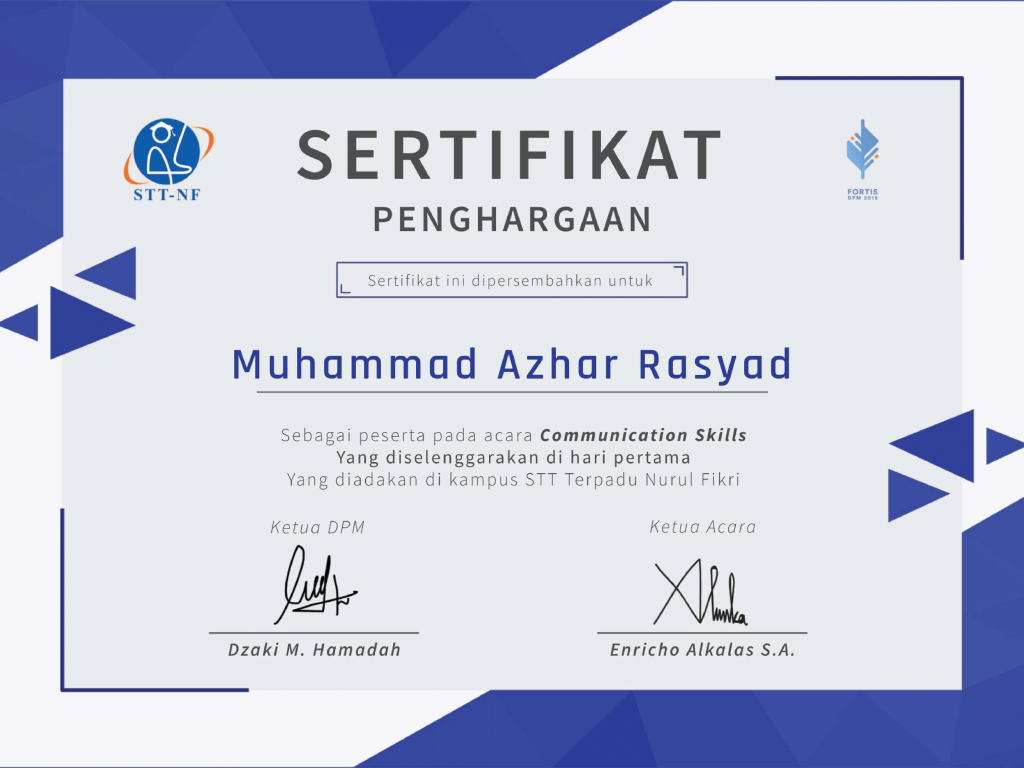 STT-NF
SERTIFIKAT
PENGHARGAAN
FORTIS
DPM 2019
Sertifikat ini dipersembahkan untuk
Muhammad Azhar Rasyad
Sebagai peserta pada acara Communication Skills
Yang diselenggarakan di hari pertama
Yang diadakan di kampus STT Terpadu Nurul Fikri
Ketua DPM
Ketua Acara
Dzaki M. Hamadah
Enricho Alkalas S.A.